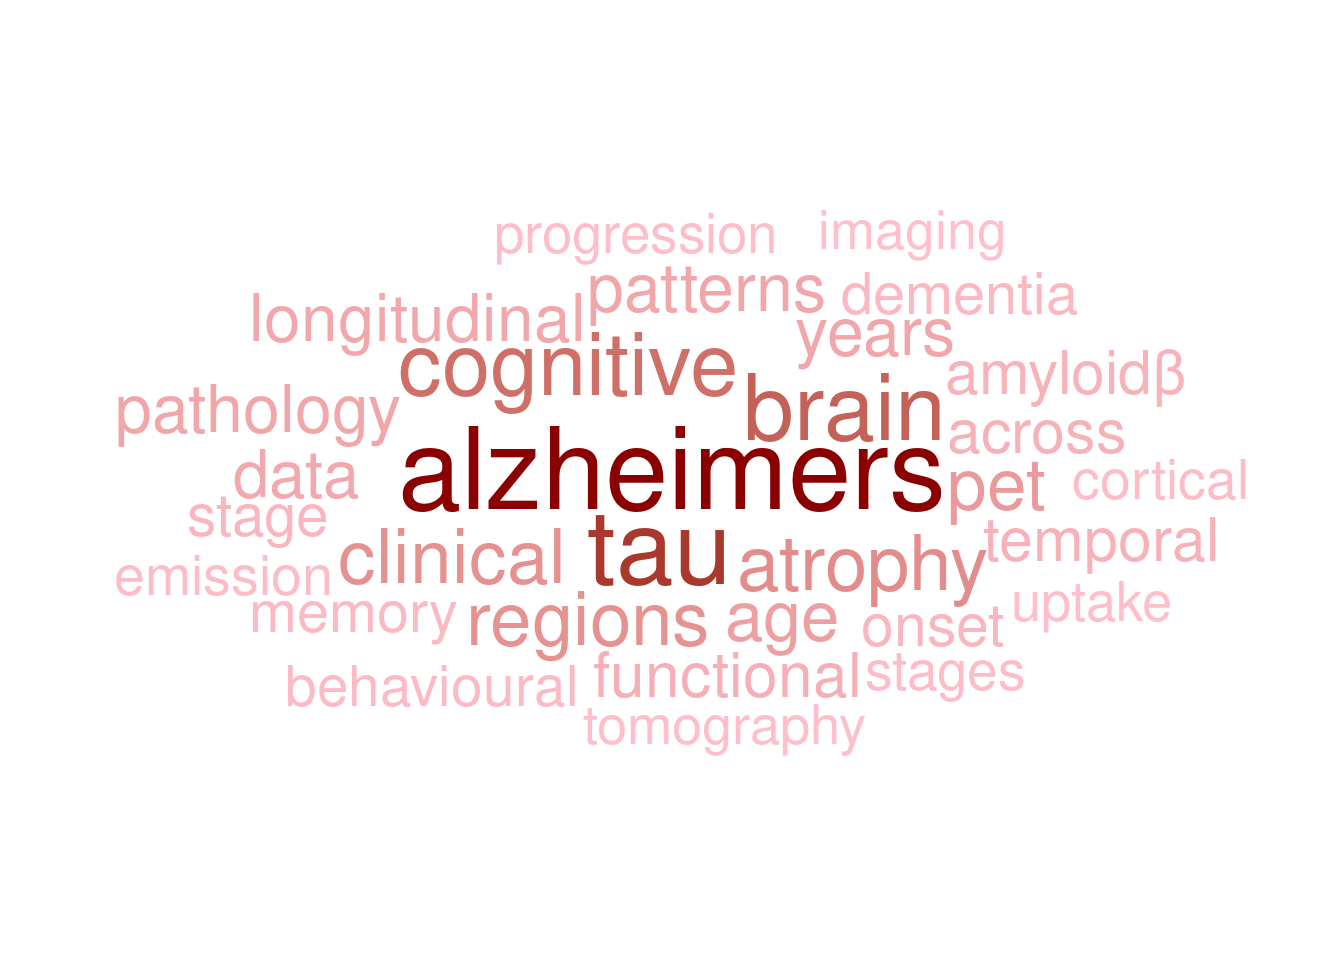 progression imaging
patterns dementia
longitudinal years
cognitive amyloidβ
pathology brain across
alzheimers
data pet cortical
stage temporal
clinical tau atrophy
emission uptake
memory regions age onset
behavioural functional stages
tomography